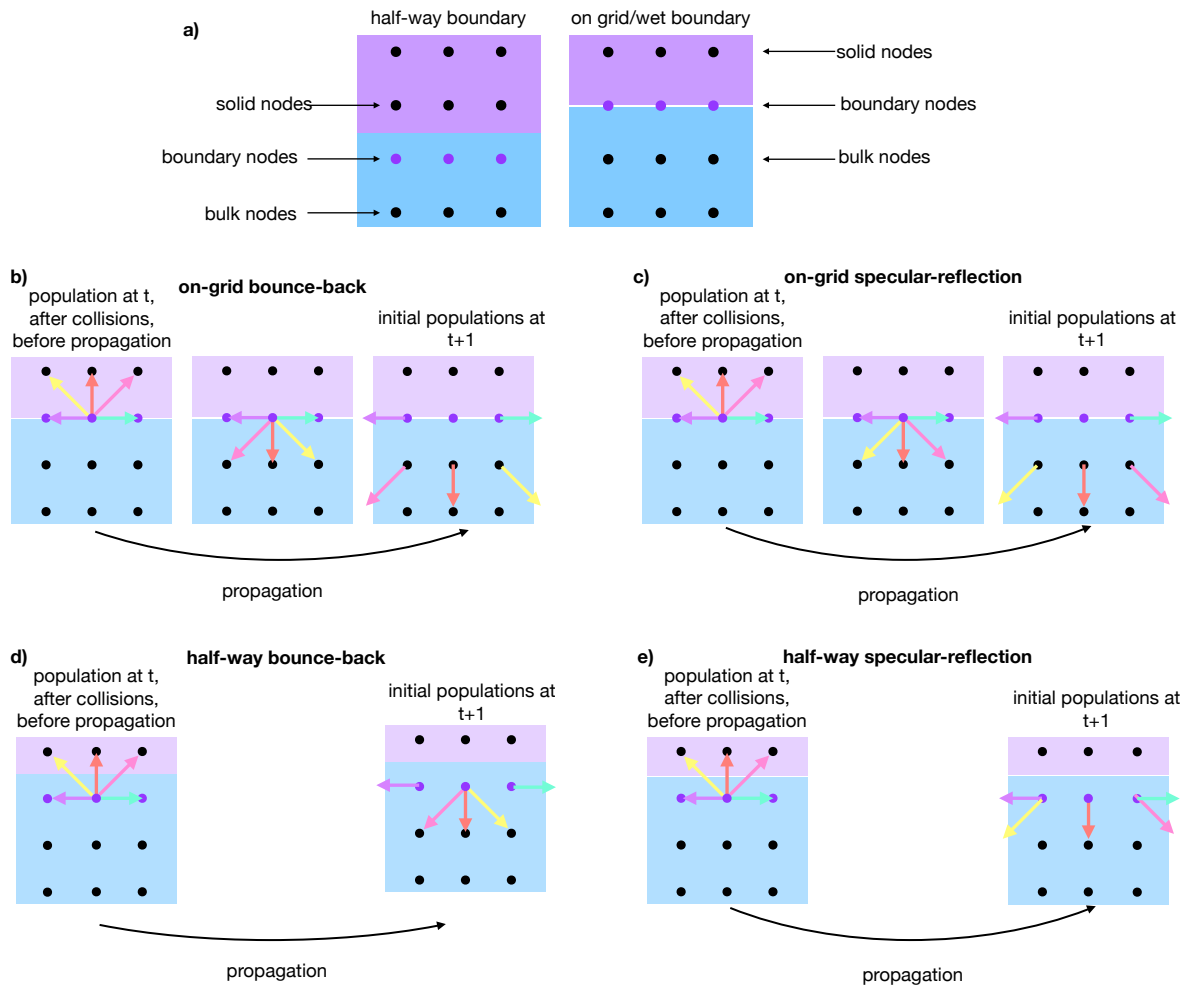 a)
half-way boundary
on grid/wet boundary
solid nodes
solid nodes
boundary nodes
boundary nodes
bulk nodes
bulk nodes
b)
on-grid bounce-back
population at t,
after collisions,
before propagation
initial populations at
t+1
propagation
c)
on-grid specular-reflection
population at t,
after collisions,
before propagation
initial populations at
t+1
propagation
d)
half-way bounce-back
population at t,
after collisions,
before propagation
initial populations at
t+1
propagation
e)
half-way specular-reflection
population at t,
after collisions,
before propagation
initial populations at
t+1
propagation